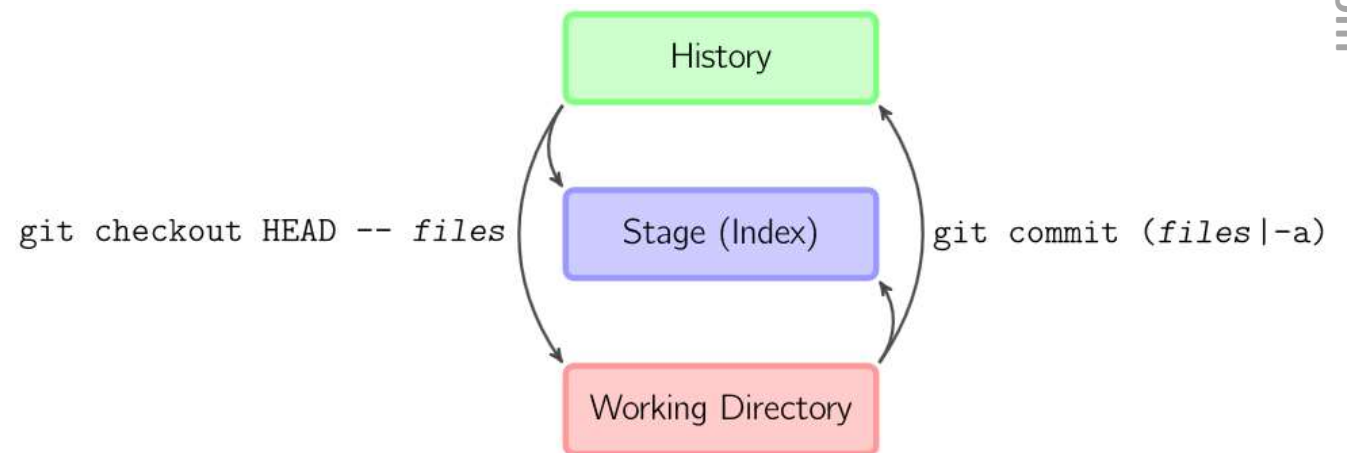 History
git checkout HEAD -- files
Stage (Index)
git commit (files|-a)
Working Directory